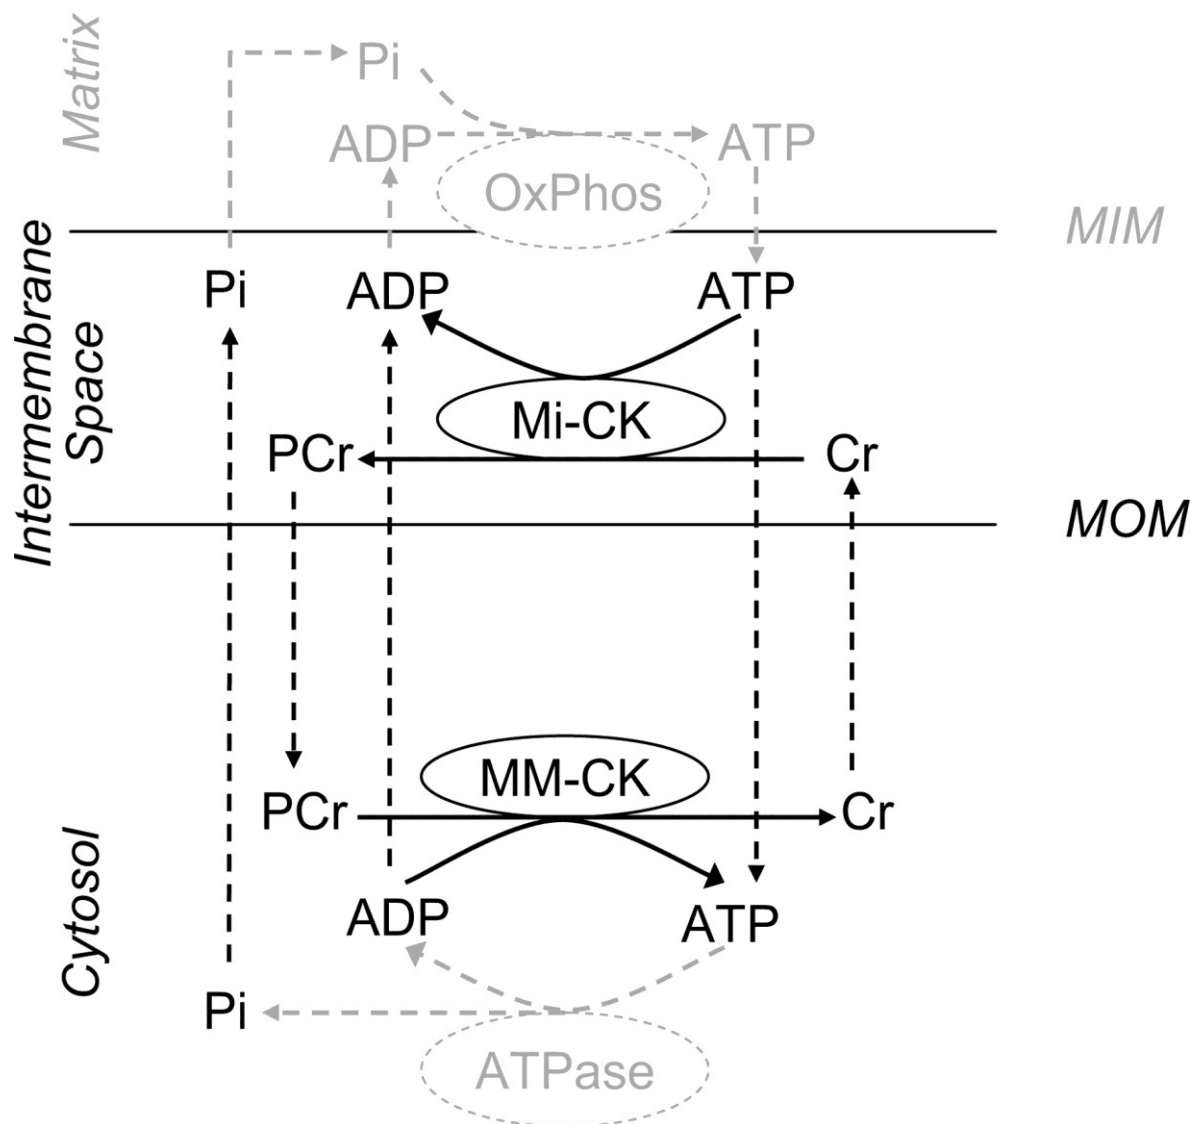 Matrix
Pi
ADP
ATP
OxPhos
MIM
Intermembrane
Space
Pi
ADP
ATP
Mi-CK
PCr
Cr
MOM
Cytosol
MM-CK
PCr
Cr
ADP
ATP
Pi
ATPase